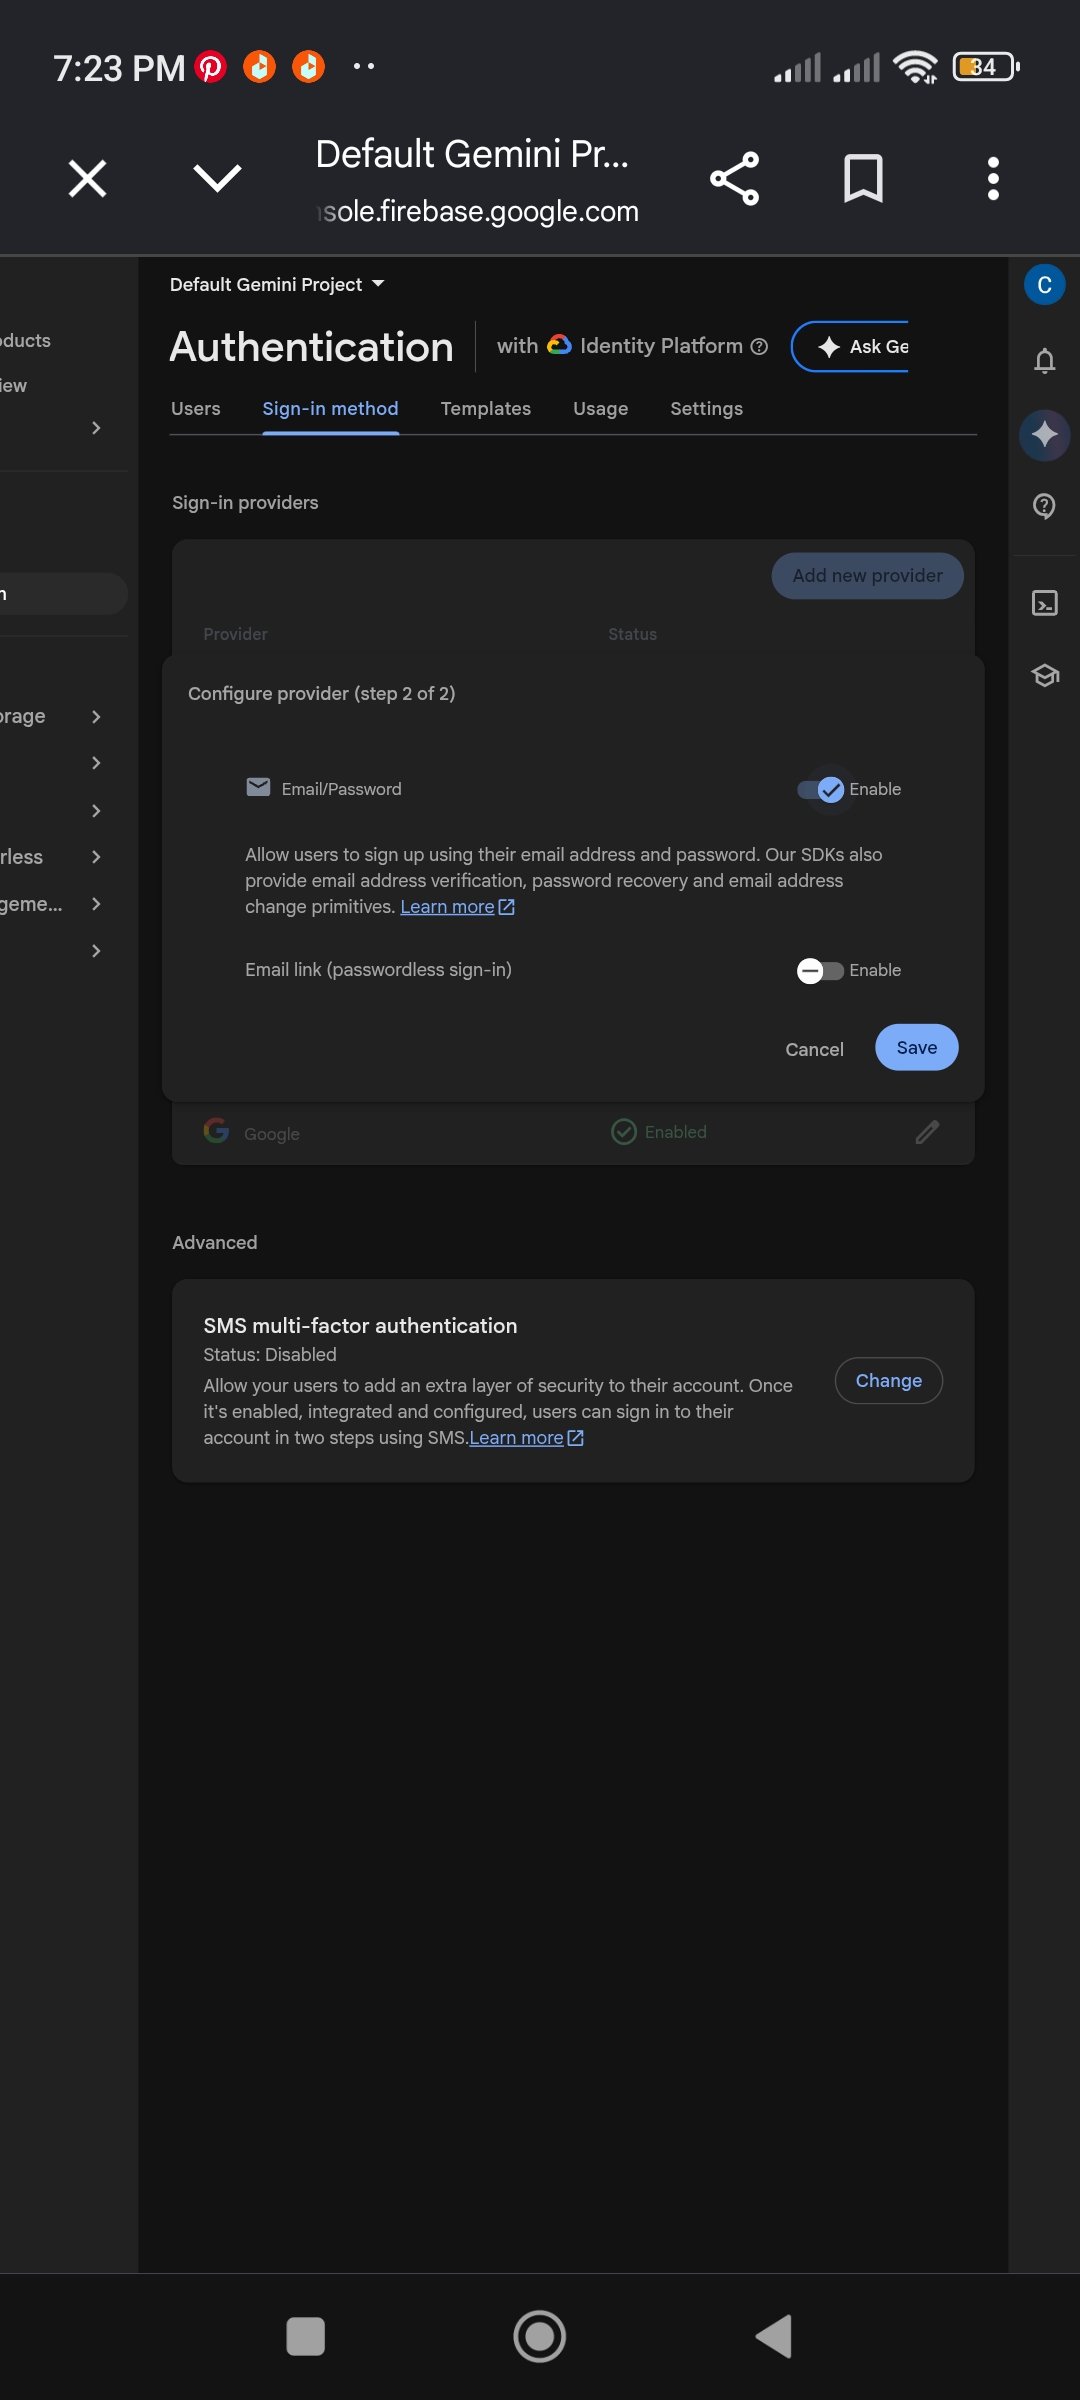 7:23 PM
34
Default Gemini Pr...
sole.firebase.google.com
Default Gemini Project
C
Authentication
with
Identity Platform
Ask Ge
oducts
iew
Users
Sign-in method
Templates
Usage
Settings
Sign-in providers
Add new provider
n
Provider
Status
Configure provider (step 2 of 2)
orage
Email/Password
Enable
Allow users to sign up using their email address and password. Our SDKs also
provide email address verification, password recovery and email address
change primitives. Learn more
rless
geme...
Email link (passwordless sign-in)
Enable
Cancel
Save
Google
Enabled
Advanced
SMS multi-factor authentication
Status: Disabled
Allow your users to add an extra layer of security to their account. Once
it's enabled, integrated and configured, users can sign in to their
account in two steps using SMS.Learn more
Change